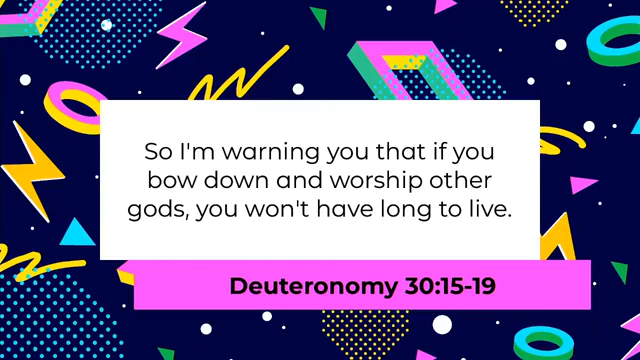 So I'm warning you that if you
bow down and worship other
gods, you won't have long to live.
Deuteronomy 30:15-19